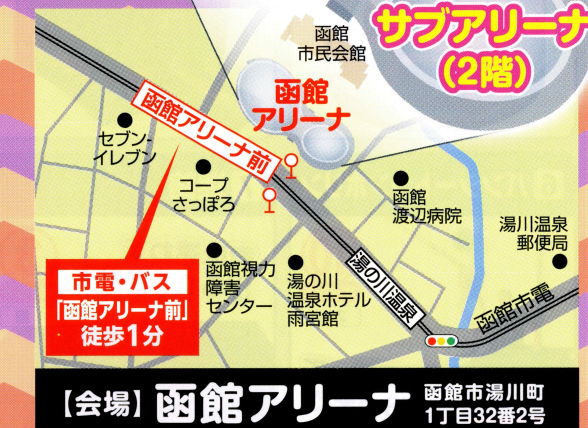 サブアリーナ
(2階)
函館
市民会館
函館
アリーナ
函館アリーナ前
セブン-
イレブン
コープ
さっぽろ
函館
渡辺病院
湯川温泉
郵便局
函館視力
障害
センター
湯の川
温泉ホテル
雨宮館
湯の川温泉
函館市電
市電・バス
「函館アリーナ前」
徒歩1分
【会場】函館アリーナ
函館市湯川町
1丁目32番2号